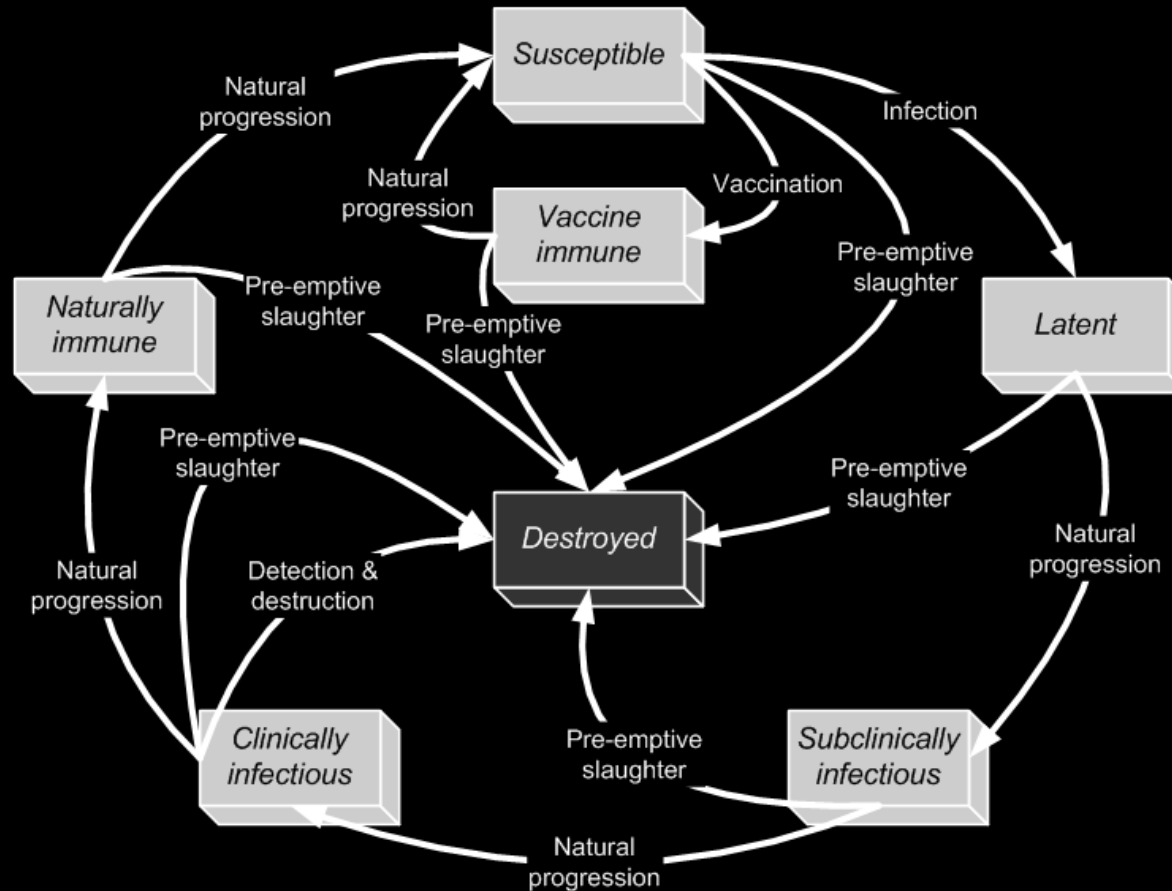 Susceptible
Natural
progression
Infection
Natural
progression
Vaccination
Vaccine
immune
Pre-emptive
slaughter
Pre-emptive
slaughter
Naturally
immune
Latent
Pre-emptive
slaughter
Pre-emptive
slaughter
Pre-emptive
slaughter
Destroyed
Natural
progression
Natural
progression
Detection &
destruction
Clinically
infectious
Pre-emptive
slaughter
Subclinically
infectious
Natural
progression